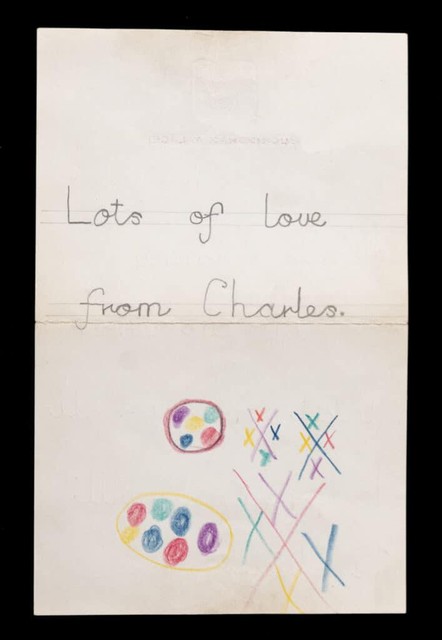 Lots of love
from Charles.